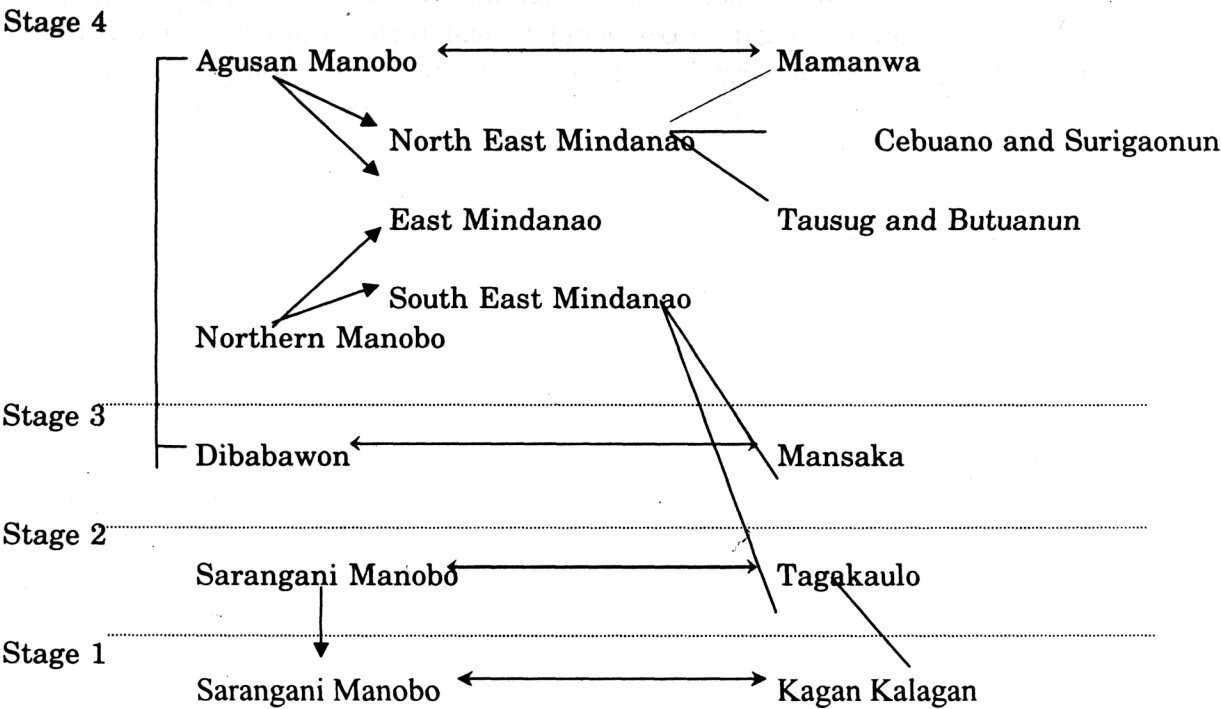 Stage 4
Agusan Manobo Mamanwa
North East Mindanao Cebuano and Surigaonun
East Mindanao Tausug and Butuanun
South East Mindanao
Northern Manobo
Stage 3
Dibabawon Mansaka
Stage 2
Sarangani Manobo Tagakaulo
Stage 1
Sarangani Manobo Kagan Kalagan